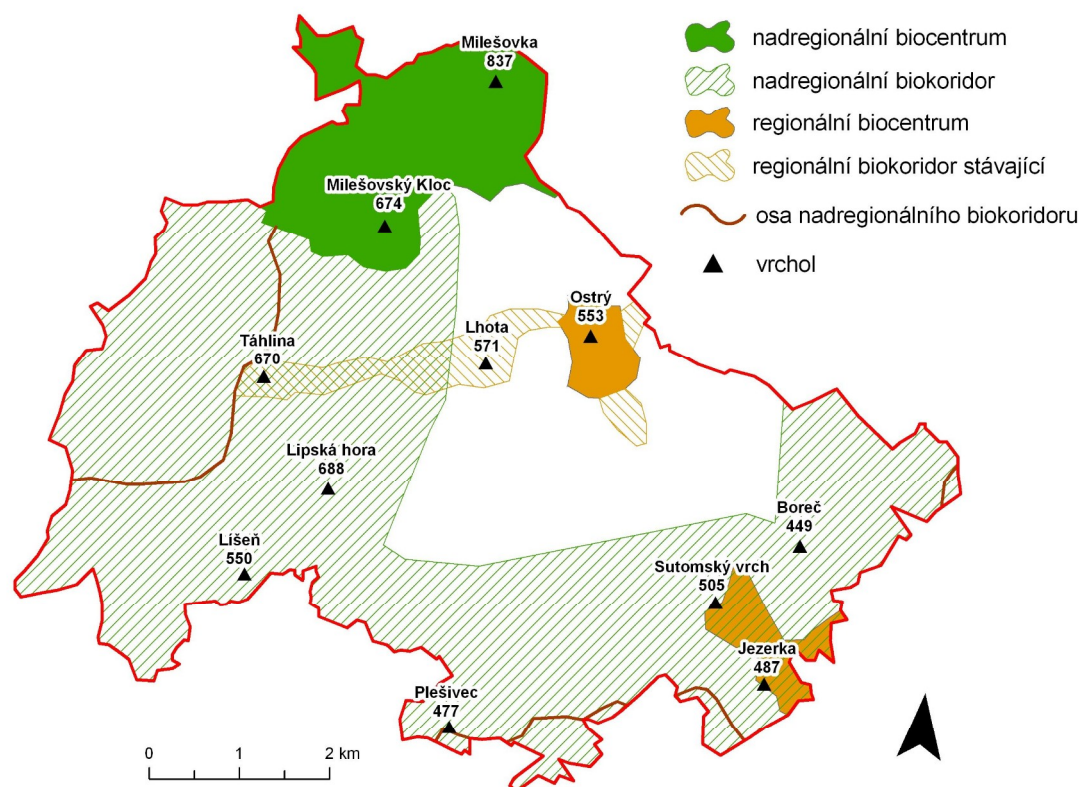 Milešovka
837
Milešovský Kloc
674
Ostrý
553
Lhota
571
Táhlina
670
Lipská hora
688
Boreč
449
Líšeň
550
Sutomský vrch
505
Jezerka
487
Plešivec
477
nadregionální biocentrum
nadregionální biokoridor
regionální biocentrum
regionální biokoridor stávající
osa nadregionálního biokoridoru
vrchol
0 1 2 km